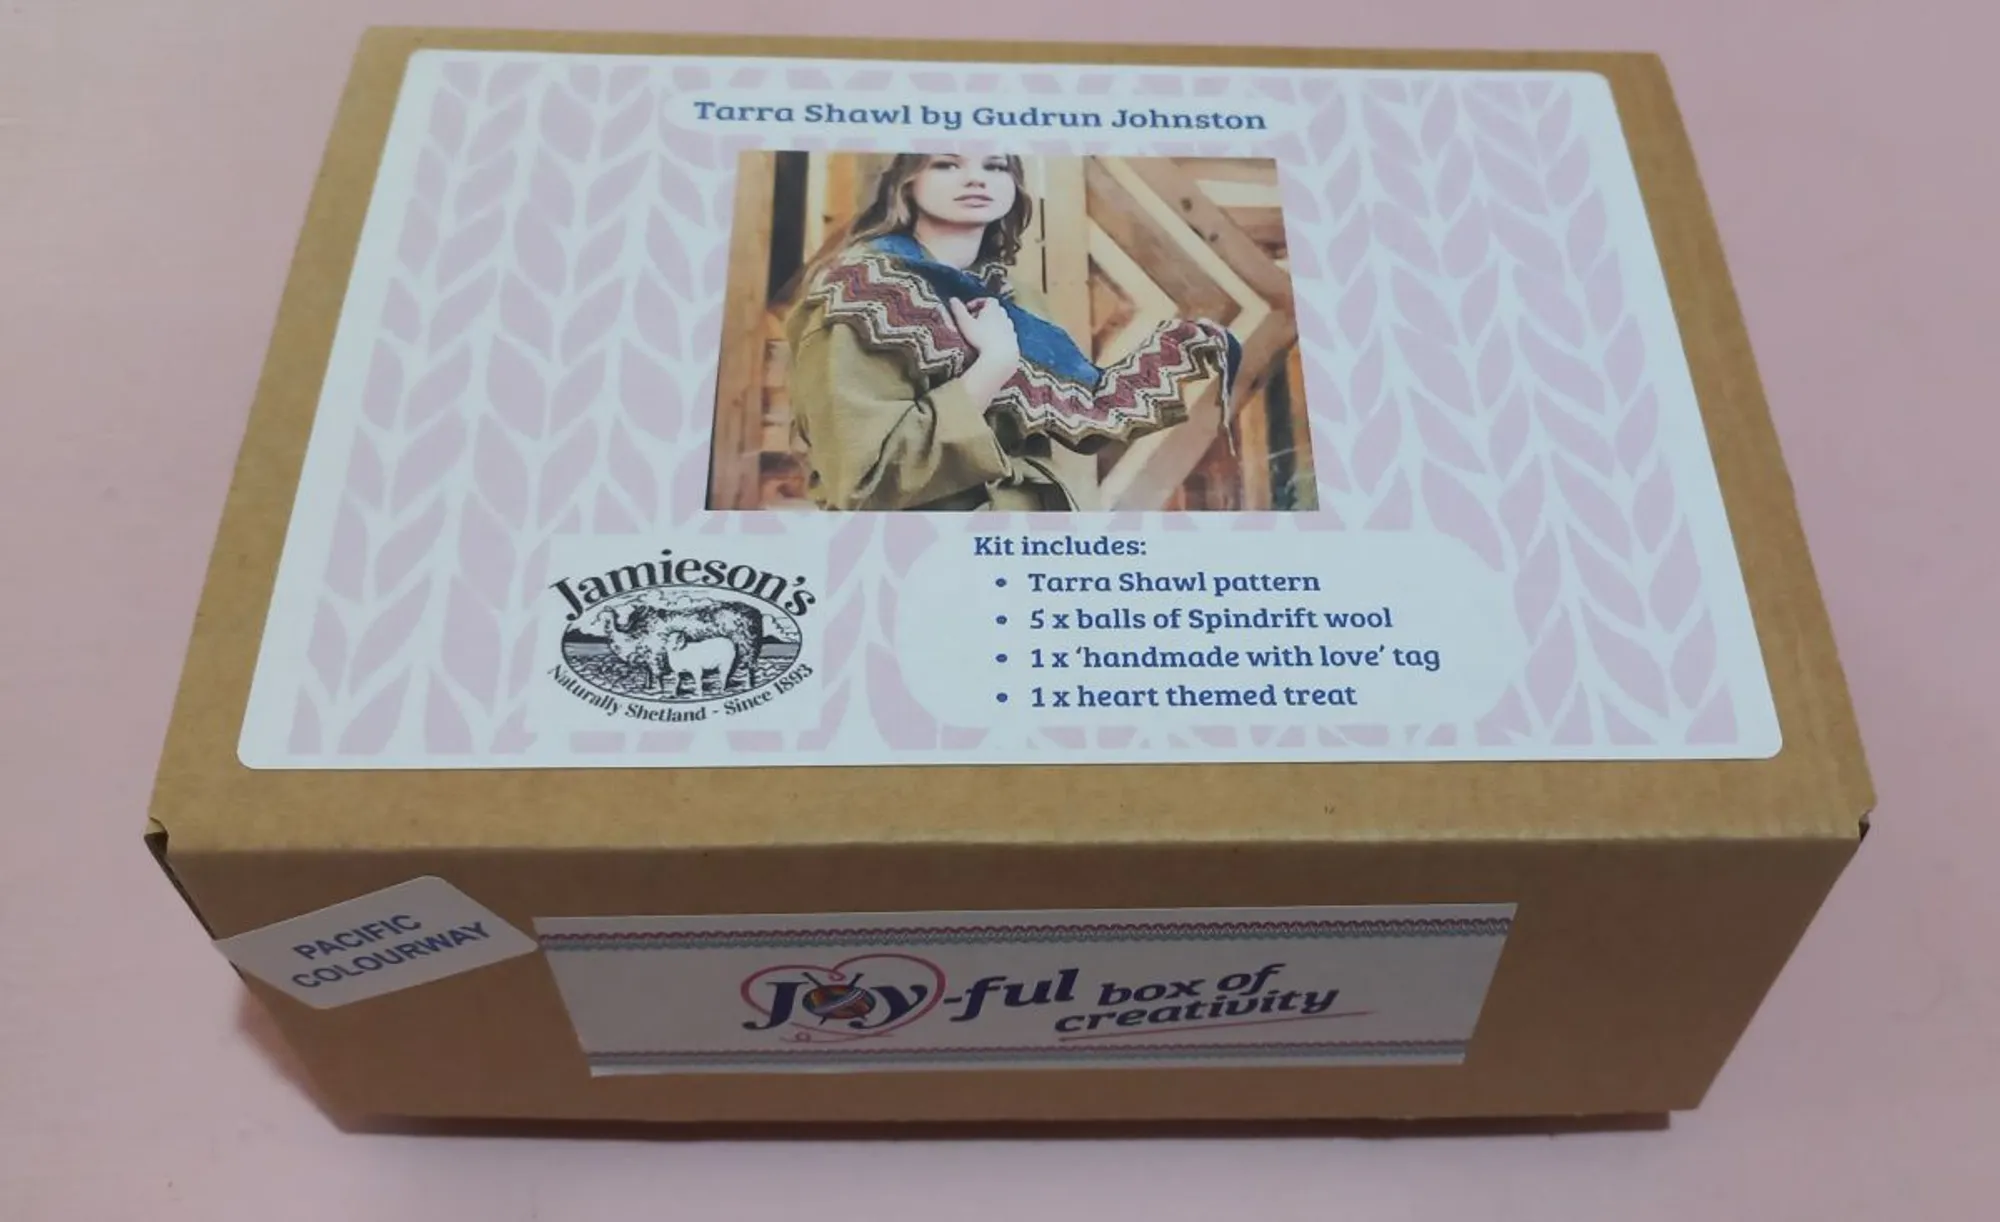 Tarra Shawl by Gudrun Johnston
Jamieson's
Naturally Shetland - Since 1893
Kit includes:
• Tarra Shawl pattern
• 5 x balls of Spindrift wool
• 1 x ‘handmade with love’ tag
• 1 x heart themed treat
PACIFIC
COLOURWAY
Joy-ful box of
creativity